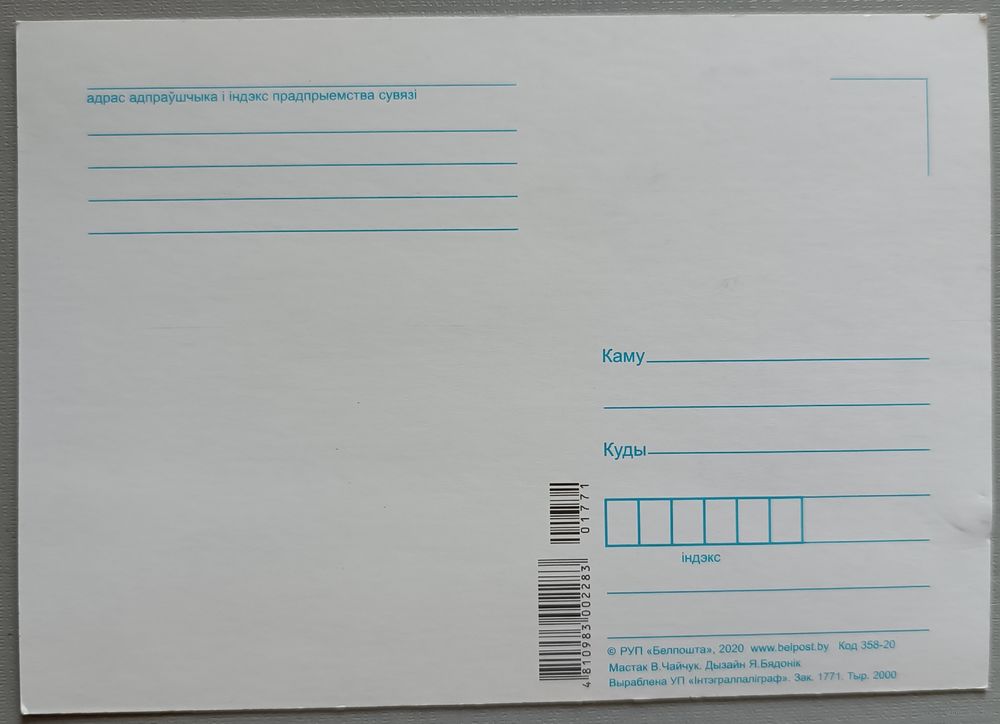 адрас адпраўшчыка і індэкс прадпрыемства сувязі
Каму
Куды
індэкс
01771
4810983002283
© РУП «Белпошта», 2020 www.belpost.by Код 358-20
Мастак В.Чайчук. Дызайн Я.Бядонік
Выраблена УП «Інтэгралпаліграф». Зак. 1771. Тыр. 2000